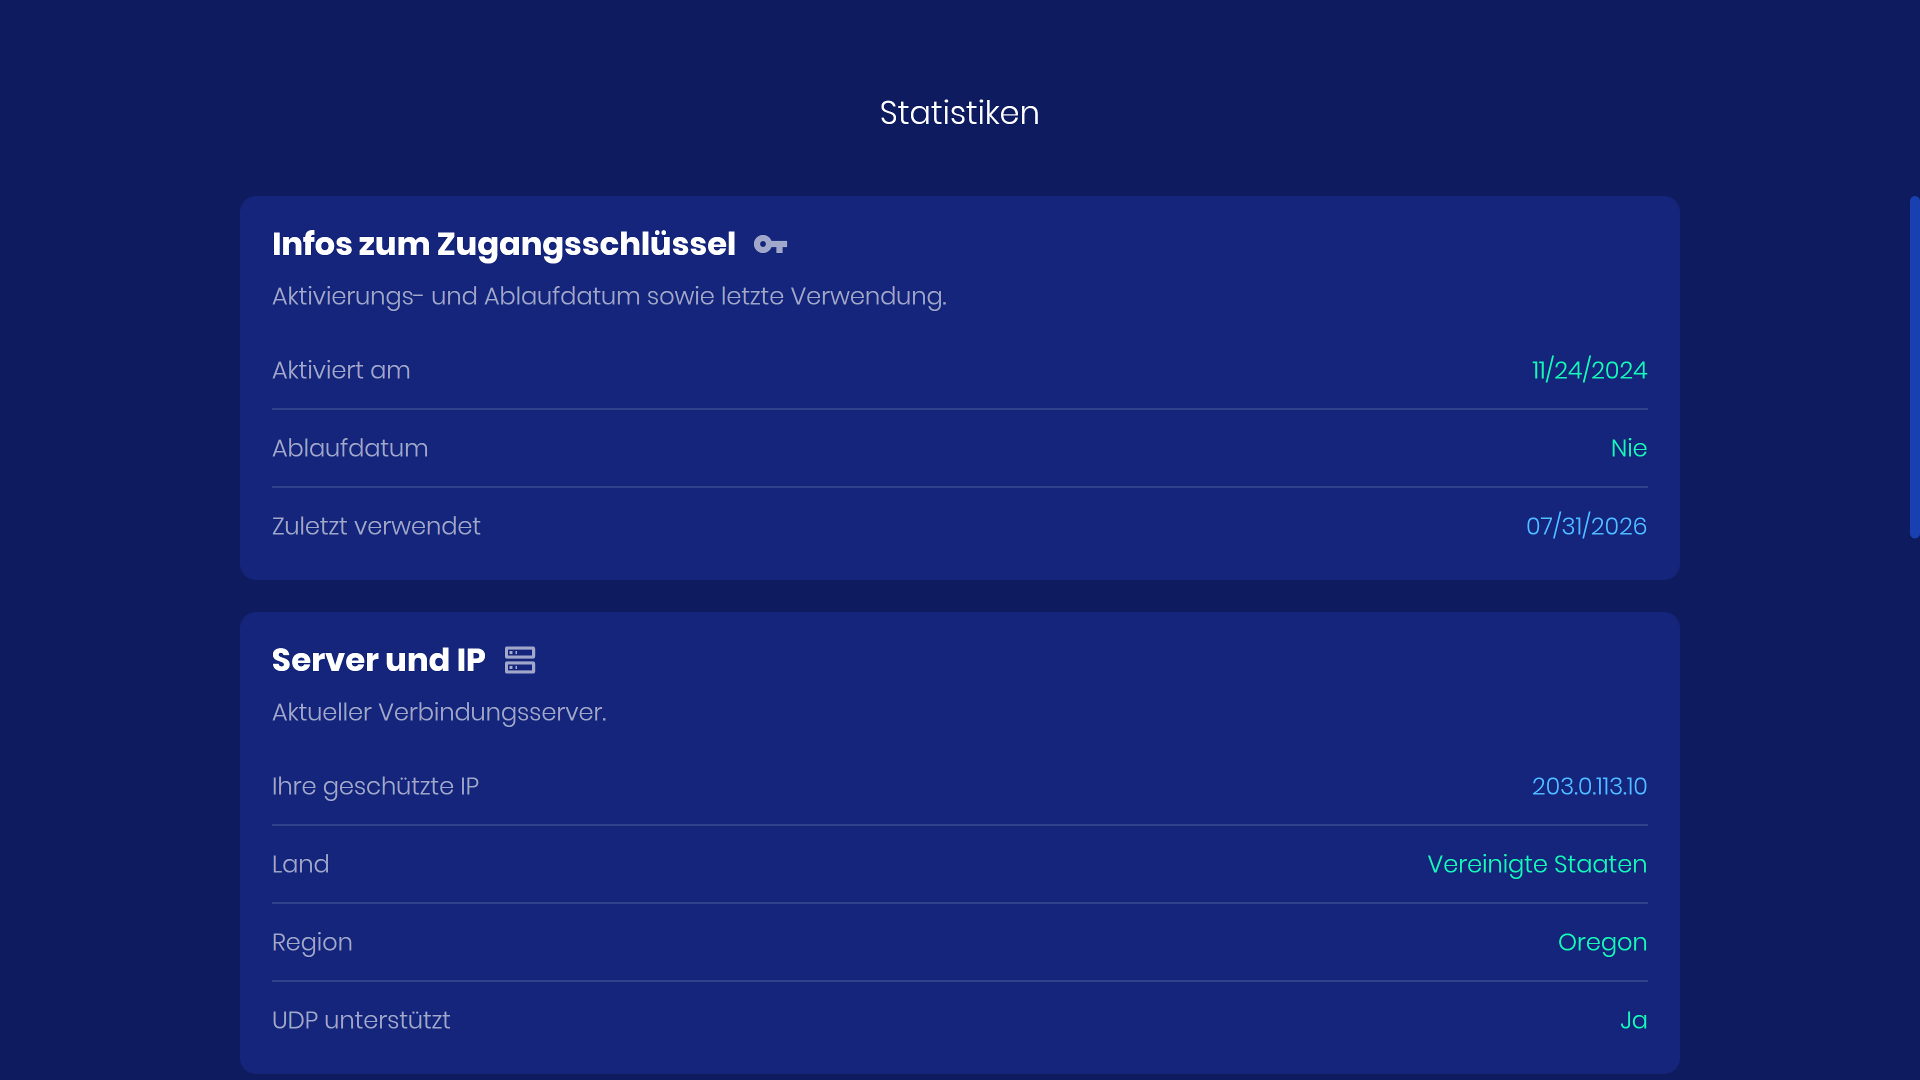 Statistiken
Infos zum Zugangsschlüssel
Aktivierungs- und Ablaufdatum sowie letzte Verwendung.
Aktiviert am 11/24/2024
Ablaufdatum Nie
Zuletzt verwendet 07/31/2026
Server und IP
Aktueller Verbindungsserver.
Ihre geschützte IP 203.0.113.10
Land Vereinigte Staaten
Region Oregon
UDP unterstützt Ja